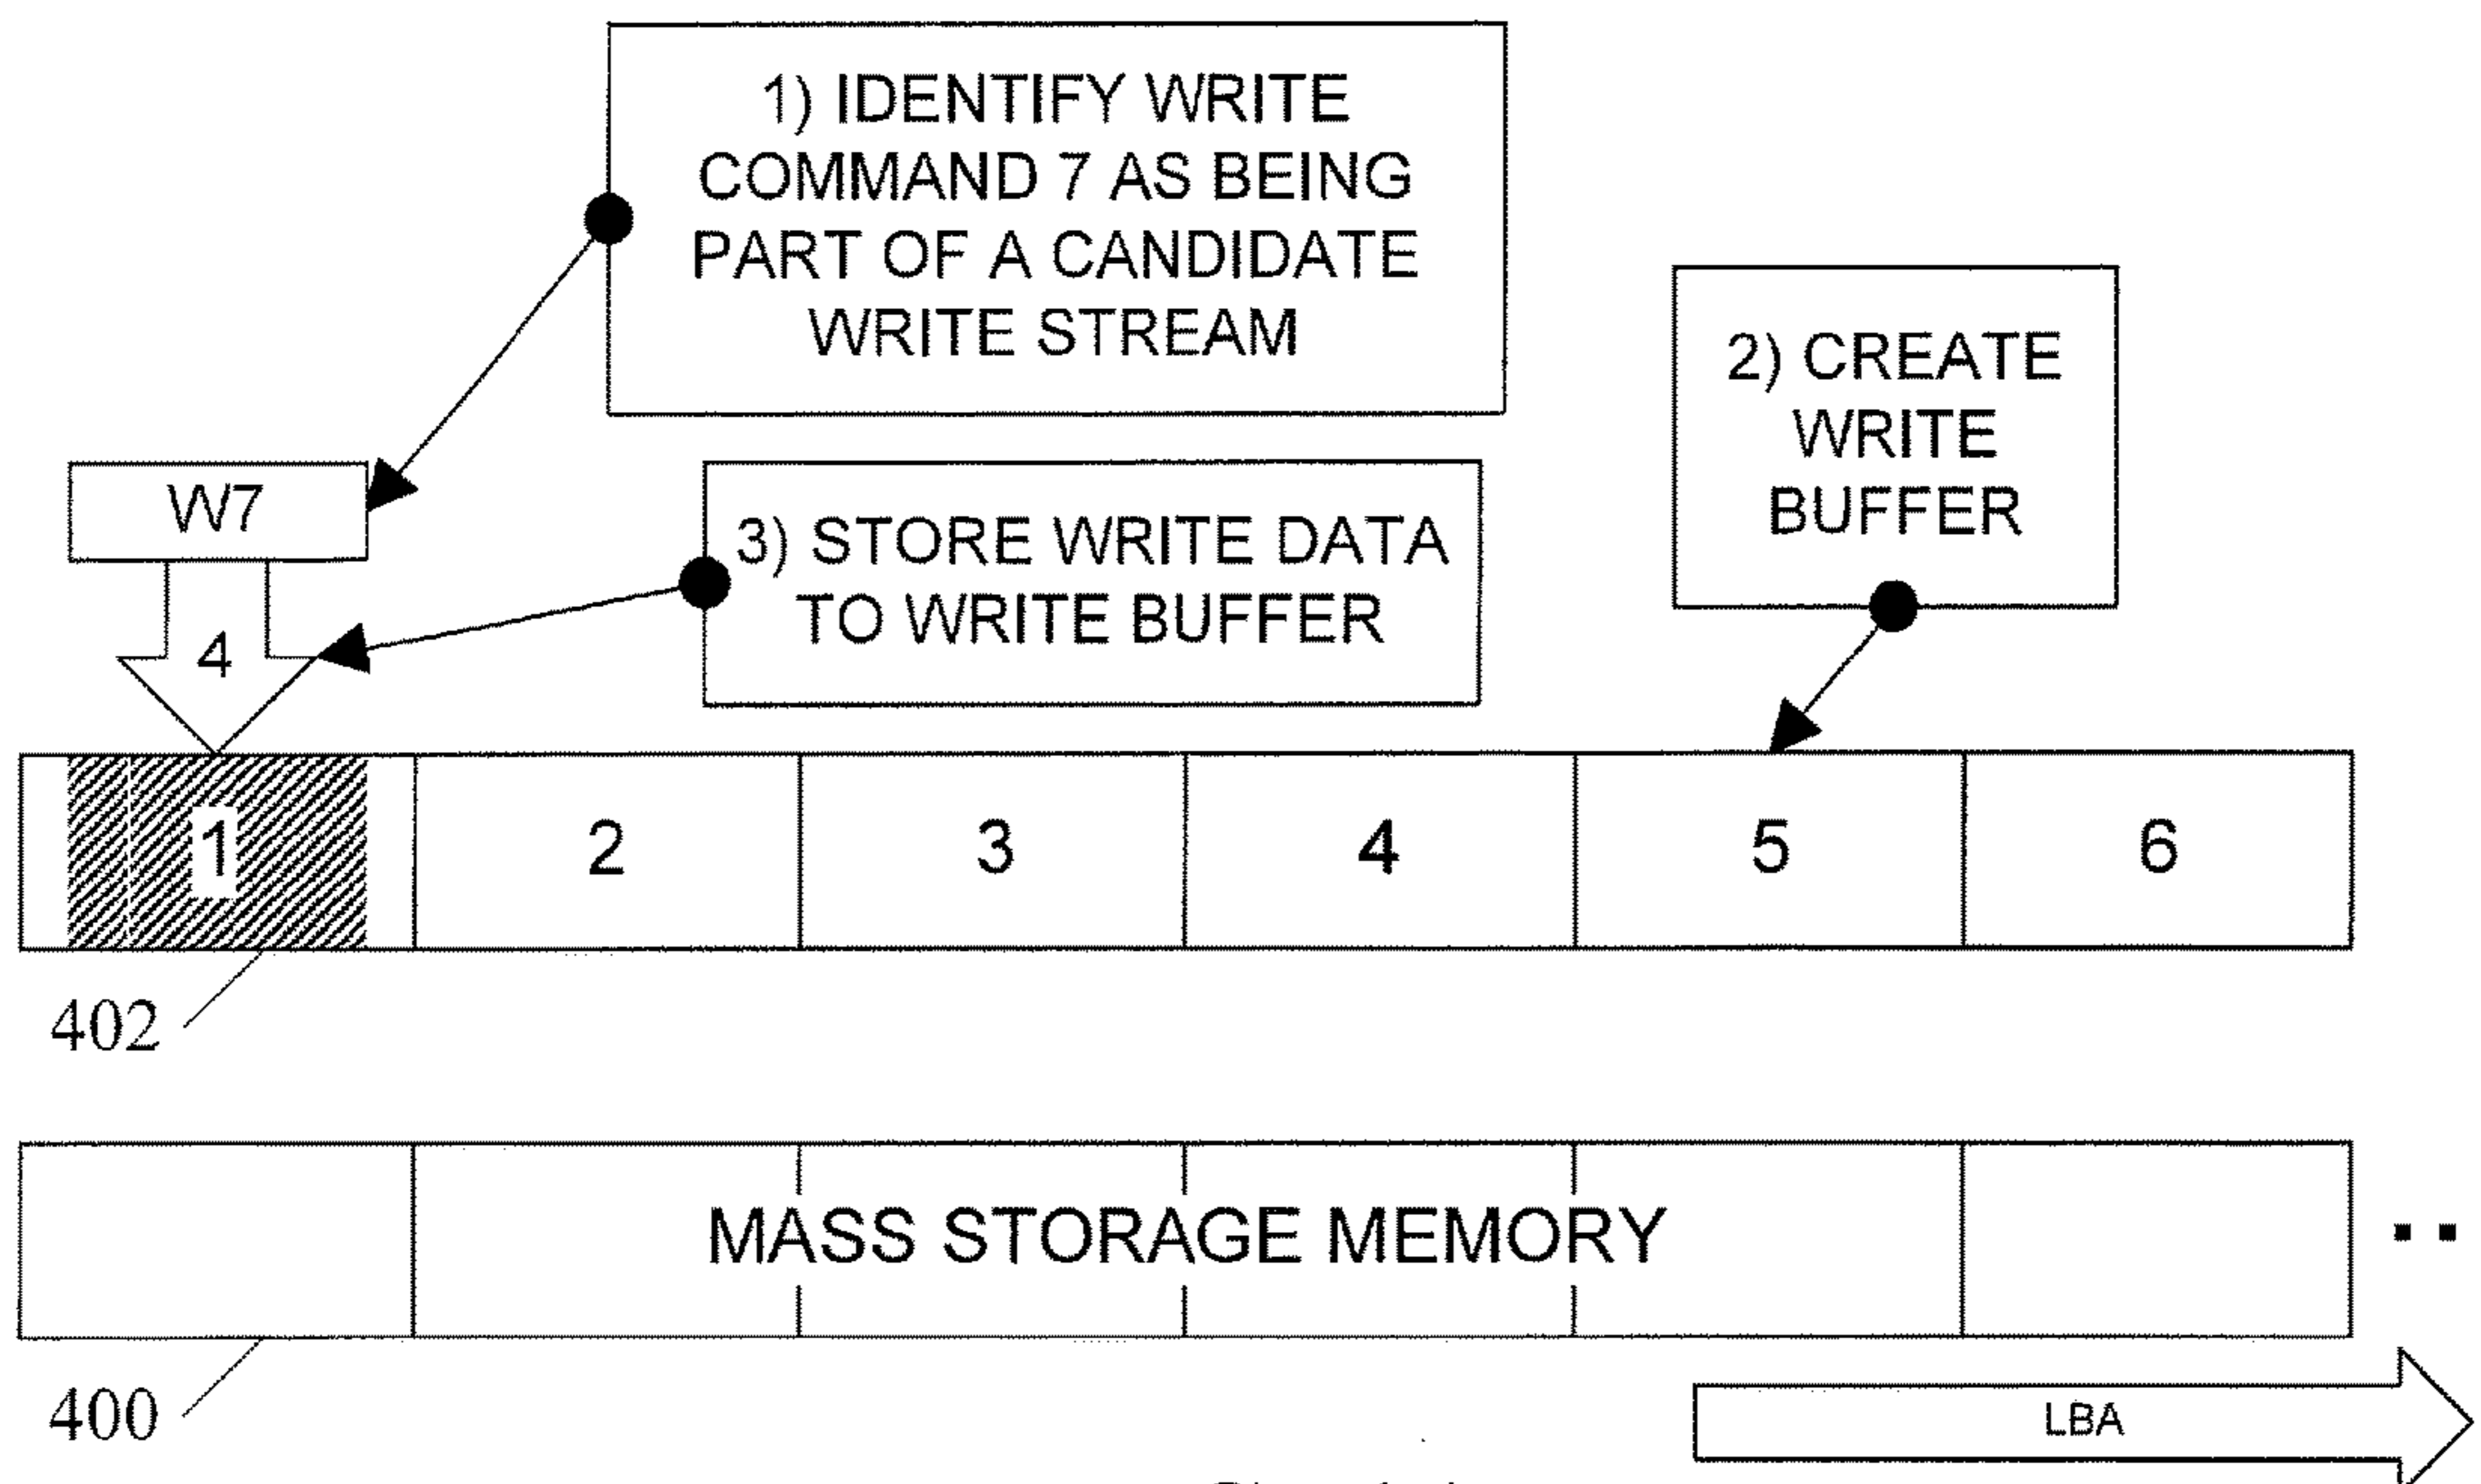 1) IDENTIFY WRITE
COMMAND 7 AS BEING
PART OF A CANDIDATE
WRITE STREAM
2) CREATE
WRITE
BUFFER
W7
3) STORE WRITE DATA
TO WRITE BUFFER
4
1 2 3 4 5 6
402
MASS STORAGE MEMORY
400
LBA